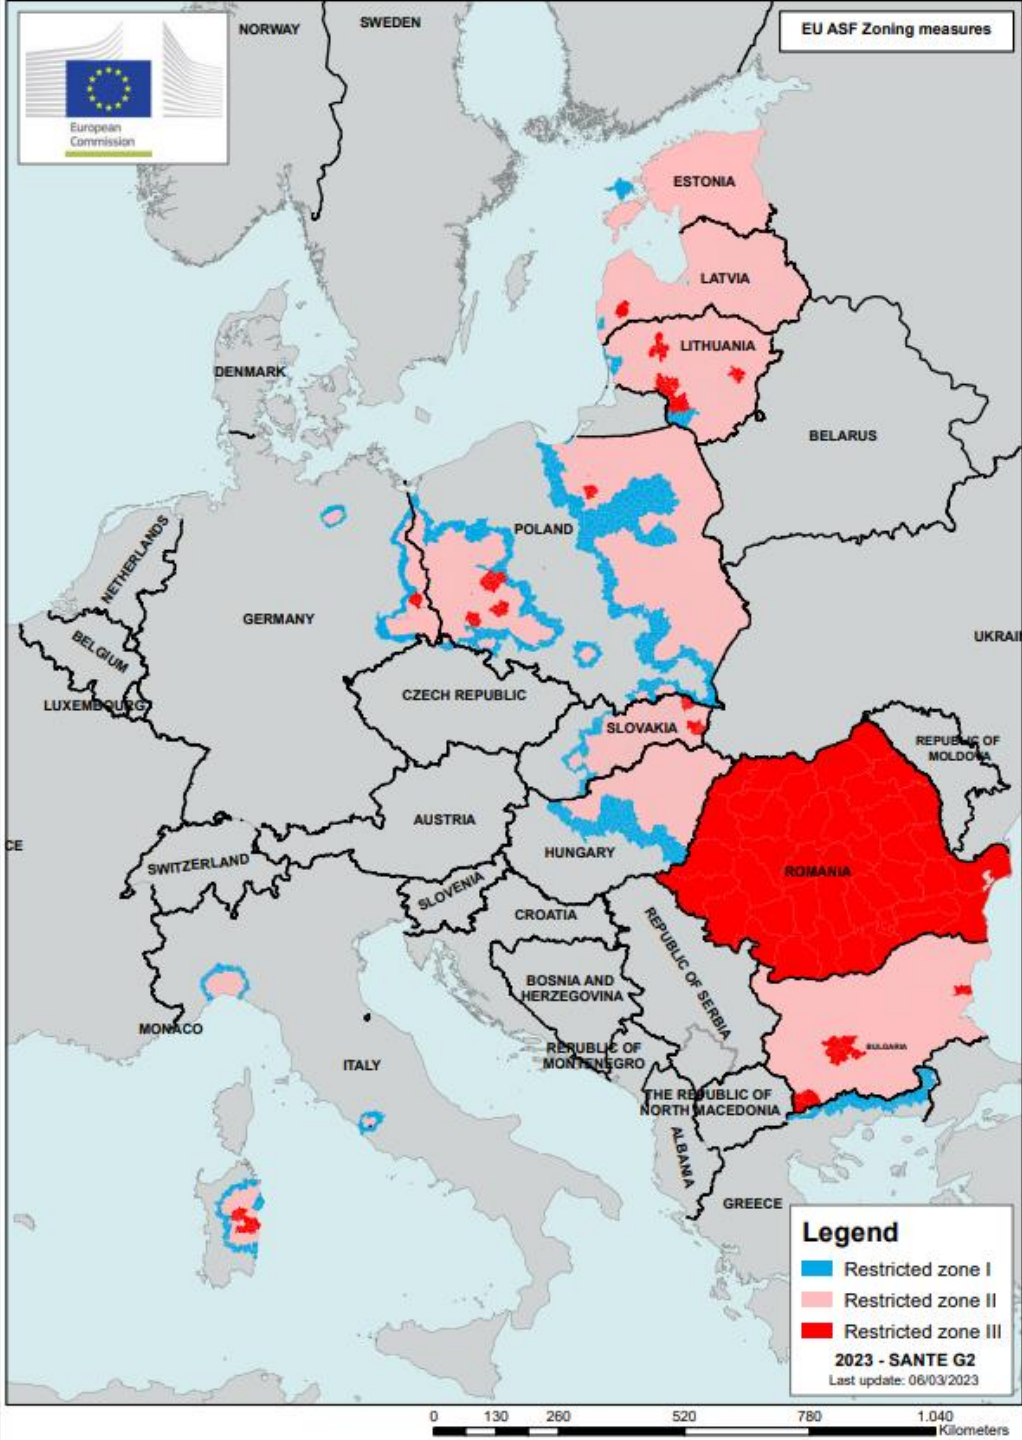 NORWAY
SWEDEN
EU ASF Zoning measures
European
Commission
ESTONIA
LATVIA
LITHUANIA
DENMARK
BELARUS
NETHERLANDS
POLAND
GERMANY
UKRAI
BELGIUM
LUXEMBOURG
CZECH REPUBLIC
SLOVAKIA
REPUBLIC OF
MOLDOVA
AUSTRIA
CE
HUNGARY
SWITZERLAND
ROMANIA
SLOVENIA
CROATIA
REPUBLIC OF SERBIA
BOSNIA AND
HERZEGOVINA
MONACO
BULGARIA
REPUBLIC OF
MONTENEGRO
ITALY
THE REPUBLIC OF
NORTH MACEDONIA
ALBANIA
GREECE
Legend
Restricted zone I
Restricted zone II
Restricted zone III
2023 - SANTE G2
Last update: 06/03/2023
0 130 260 520 780 1.040
Kilometers